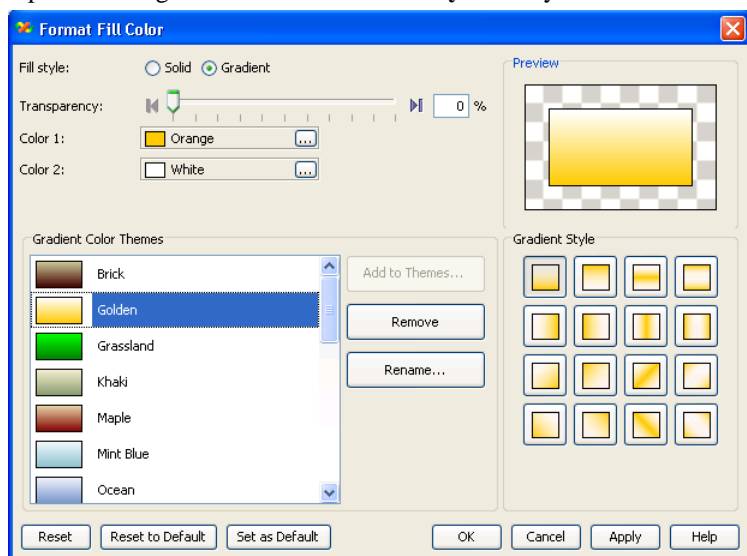 Format Fill Color
Fill style: Solid Gradient
Transparency: 0 %
Color 1: Orange ...
Color 2: White ...
Preview
Gradient Color Themes
Brick
Golden
Grassland
Khaki
Maple
Mint Blue
Ocean
Add to Themes...
Remove
Rename...
Gradient Style
Reset Reset to Default Set as Default OK Cancel Apply Help